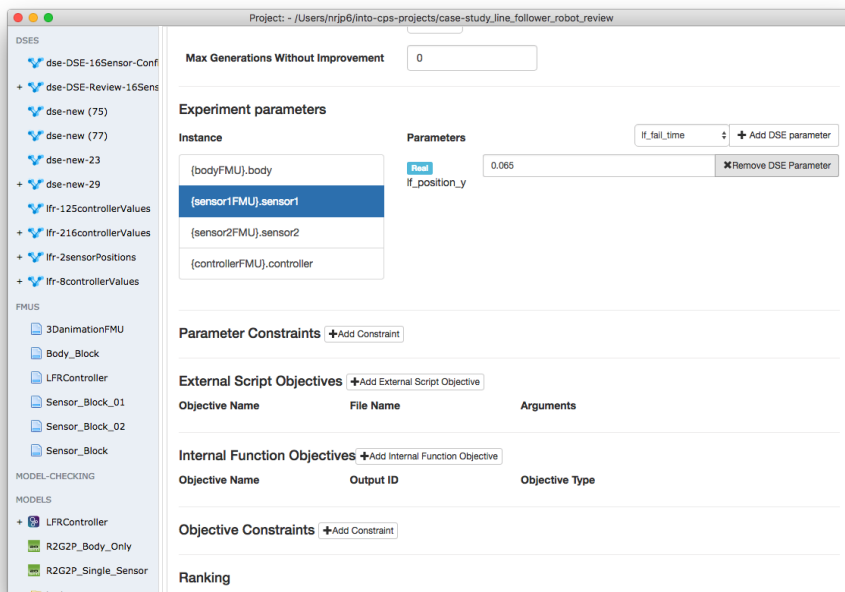 Project: - /Users/nrjp6/into-cps-projects/case-study_line_follower_robot_review
DSES
dse-DSE-16Sensor-Confi
+ dse-DSE-Review-16Sens
dse-new (75)
dse-new (77)
dse-new-23
+ dse-new-29
lfr-125controllerValues
+ lfr-216controllerValues
+ lfr-2sensorPositions
+ lfr-8controllerValues
FMUS
3DanimationFMU
Body_Block
LFRController
Sensor_Block_01
Sensor_Block_02
Sensor_Block
MODEL-CHECKING
MODELS
+ LFRController
R2G2P_Body_Only
R2G2P_Single_Sensor
Max Generations Without Improvement 0
Experiment parameters
Instance Parameters lf_fail_time + Add DSE parameter
{bodyFMU}.body
{sensor1FMU}.sensor1
{sensor2FMU}.sensor2
{controllerFMU}.controller
Real 0.065 ✖Remove DSE Parameter
lf_position_y
Parameter Constraints +Add Constraint
External Script Objectives +Add External Script Objective
Objective Name File Name Arguments
Internal Function Objectives +Add Internal Function Objective
Objective Name Output ID Objective Type
Objective Constraints +Add Constraint
Ranking